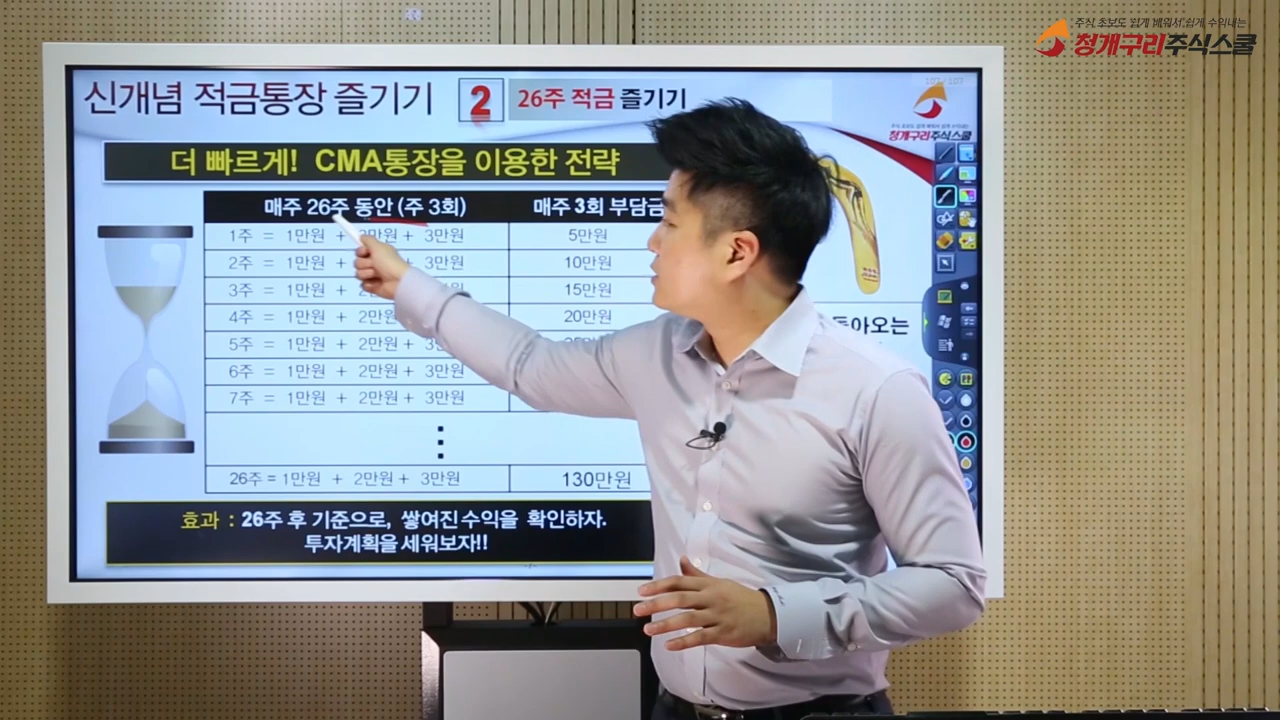 주식 초보도 쉽게 배워서 쉽게 수익내는
청개구리주식스쿨
신개념 적금통장 즐기기
2
26주 적금 즐기기
107 / 107
청개구리주식스쿨
더 빠르게! CMA통장을 이용한 전략
매주 26주 동안 (주 3회)
매주 3회 부담금
1주 = 1만원 + 2만원 + 3만원
5만원
2주 = 1만원 + 3만원
10만원
3주 = 1만원 +
15만원
4주 = 1만원 + 2만원
20만원
5주 = 1만원 + 2만원 +
6주 = 1만원 + 2만원 + 3만원
7주 = 1만원 + 2만원 + 3만원
26주 = 1만원 + 2만원 + 3만원
130만원
돌아오는
효과 : 26주 후 기준으로, 쌓여진 수익을 확인하자.
투자계획을 세워보자!!